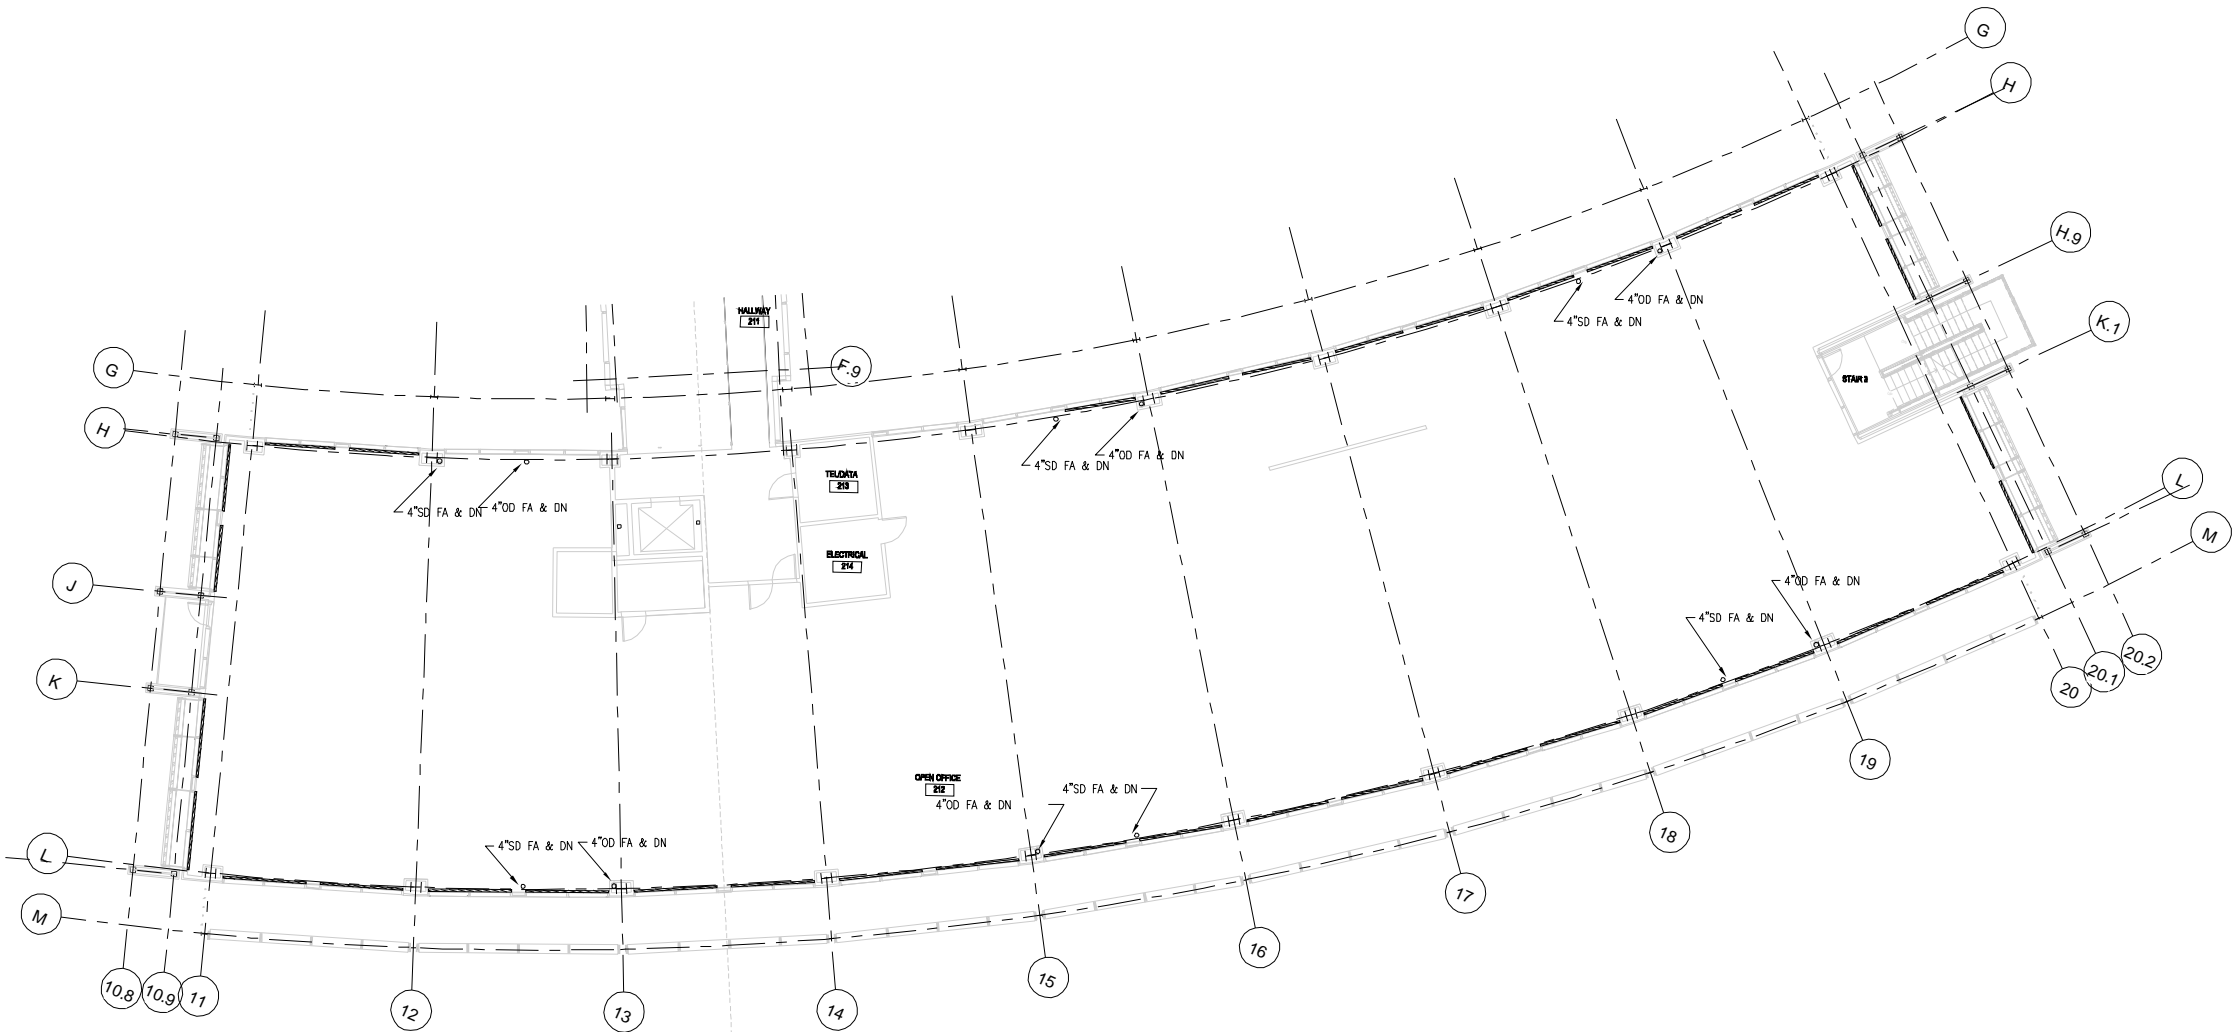 G
H
H.9
K.1
L
M
20.2
20.1
20
19
18
17
16
15
14
13
12
11
10.9
10.8
M
L
K
J
H
G
F.9
HALLWAY
211
TEL/DATA
213
ELECTRICAL
214
OPEN OFFICE
212
STAIR 3
4"SD FA & DN
4"OD FA & DN
4"SD FA & DN
4"OD FA & DN
4"SD FA & DN
4"OD FA & DN
4"SD FA & DN
4"OD FA & DN
4"OD FA & DN
4"SD FA & DN
4"SD FA & DN
4"OD FA & DN